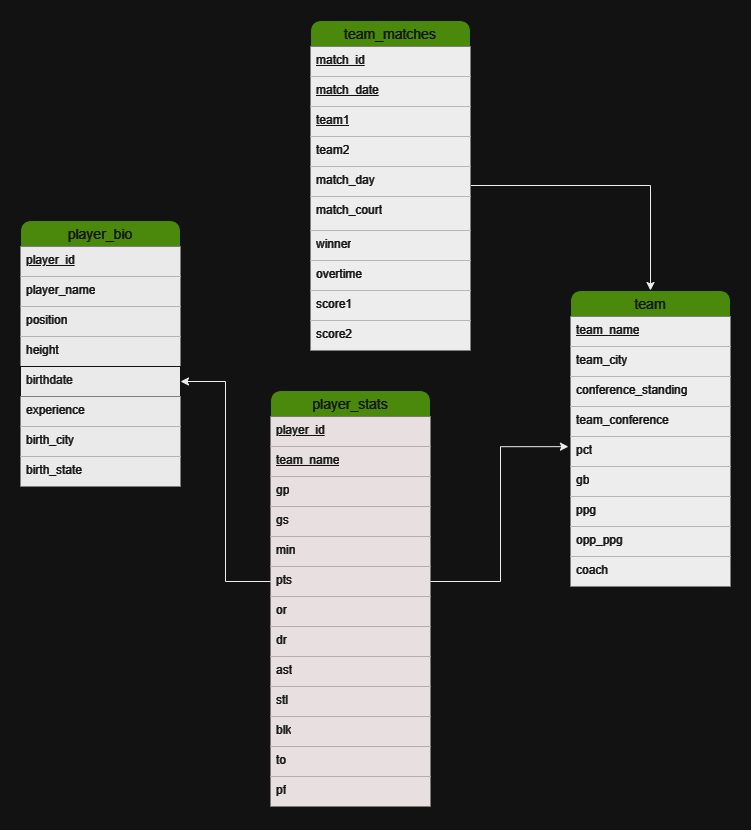 team_matches
match_id
match_date
team1
team2
match_day
match_court
winner
overtime
score1
score2
player_bio
player_id
player_name
position
height
birthdate
experience
birth_city
birth_state
player_stats
player_id
team_name
gp
gs
min
pts
or
dr
ast
stl
blk
to
pf
team
team_name
team_city
conference_standing
team_conference
pct
gb
ppg
opp_ppg
coach